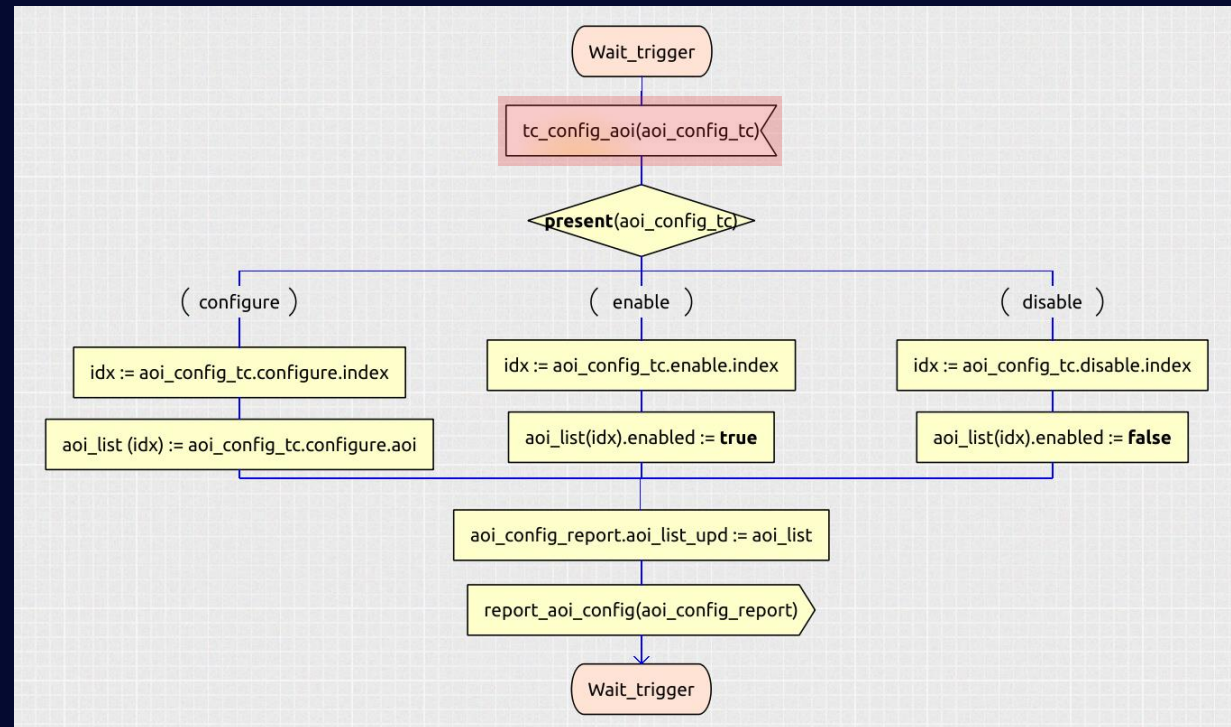 Wait_trigger
tc_config_aoi(aoi_config_tc)
present(aoi_config_tc)
( configure )
( enable )
( disable )
idx := aoi_config_tc.configure.index
idx := aoi_config_tc.enable.index
idx := aoi_config_tc.disable.index
aoi_list (idx) := aoi_config_tc.configure.aoi
aoi_list(idx).enabled := true
aoi_list(idx).enabled := false
aoi_config_report.aoi_list_upd := aoi_list
report_aoi_config(aoi_config_report)
Wait_trigger